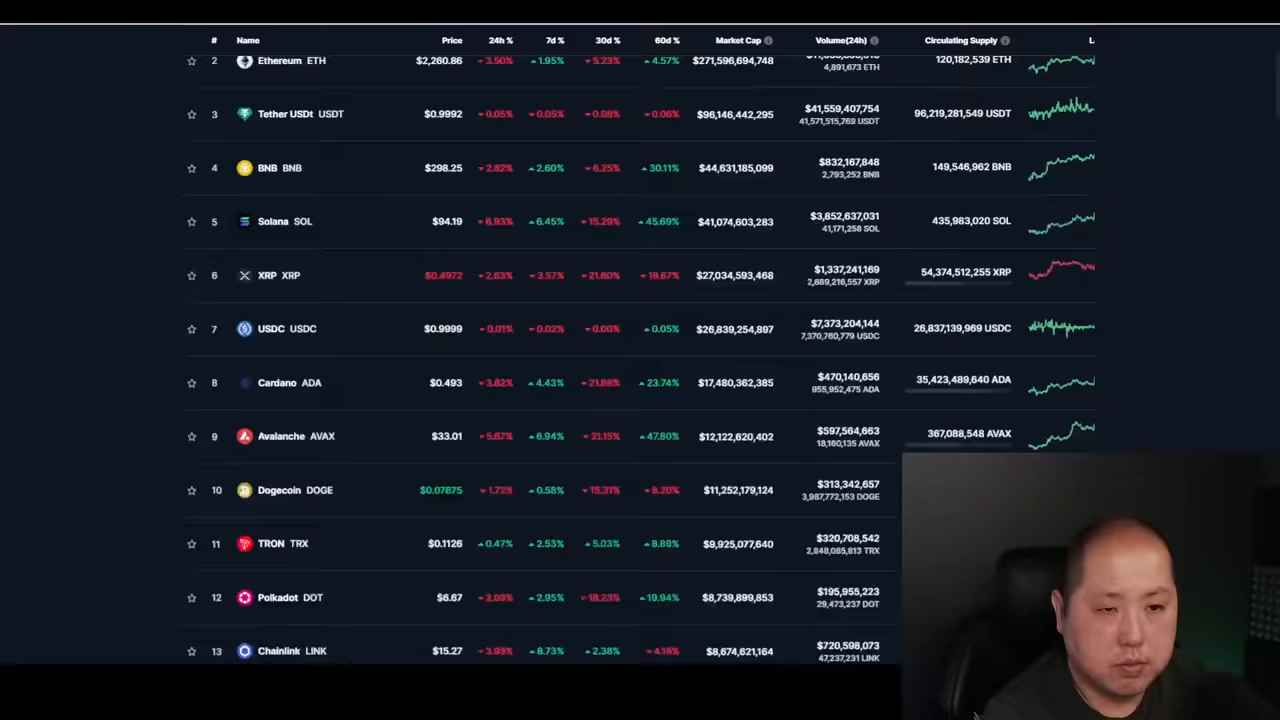 # Name Price 24h % 7d % 30d % 60d % Market Cap Volume(24h) Circulating Supply
2 Ethereum ETH $2,260.86 3.50% 1.95% 5.23% 4.57% $271,596,694,748 120,182,539 ETH
4,891,673 ETH
3 Tether USDt USDT $0.9992 0.05% 0.05% 0.08% 0.06% $96,146,442,295 $41,559,407,754 96,219,281,549 USDT
41,571,515,769 USDT
4 BNB BNB $298.25 2.82% 2.60% 6.25% 30.11% $44,631,185,099 $832,167,848 149,546,962 BNB
2,793,252 BNB
5 Solana SOL $94.19 6.93% 6.45% 15.29% 45.69% $41,074,603,283 $3,852,637,031 435,983,020 SOL
41,171,258 SOL
6 XRP XRP $0.4972 2.63% 3.57% 21.60% 19.67% $27,034,593,468 $1,337,241,169 54,374,512,255 XRP
2,689,216,557 XRP
7 USDC USDC $0.9999 0.01% 0.02% 0.00% 0.05% $26,839,254,897 $7,373,204,144 26,837,139,969 USDC
7,370,760,779 USDC
8 Cardano ADA $0.493 3.82% 4.43% 21.88% 23.74% $17,480,362,385 $470,140,656 35,423,489,640 ADA
955,952,475 ADA
9 Avalanche AVAX $33.01 5.67% 6.94% 21.15% 47.80% $12,122,620,402 $597,564,663 367,088,548 AVAX
18,160,135 AVAX
10 Dogecoin DOGE $0.07875 1.72% 0.58% 15.31% 8.20% $11,252,179,124 $313,342,657
3,987,772,153 DOGE
11 TRON TRX $0.1126 0.47% 2.53% 5.03% 8.89% $9,925,077,640 $320,708,542
2,848,085,813 TRX
12 Polkadot DOT $6.67 2.09% 2.95% 18.23% 19.94% $8,739,899,853 $195,955,223
29,473,237 DOT
13 Chainlink LINK $15.27 3.93% 8.73% 2.38% 4.16% $8,674,621,164 $720,598,073
47,237,231 LINK